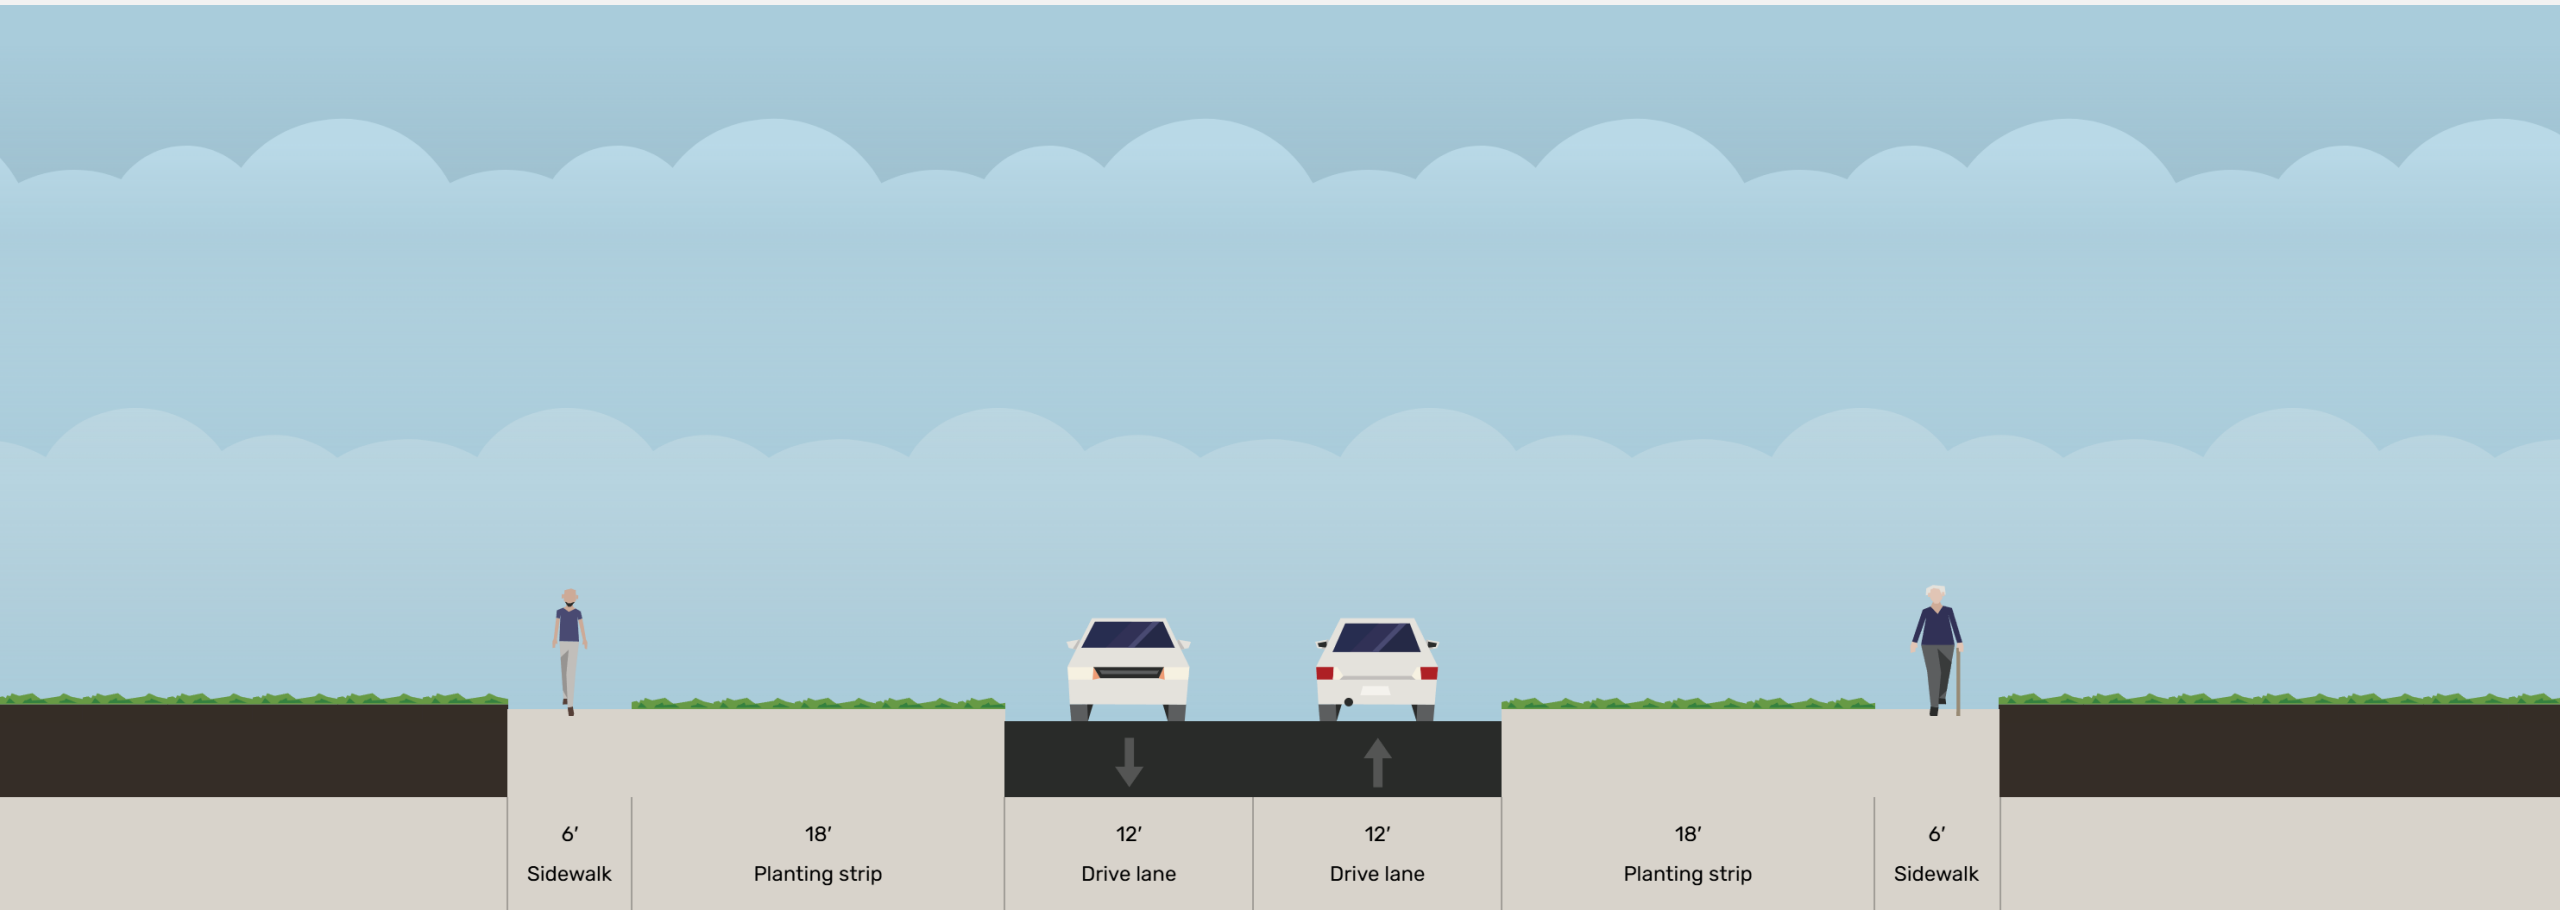 6′ 18′ 12′ 12′ 18′ 6′
Sidewalk Planting strip Drive lane Drive lane Planting strip Sidewalk